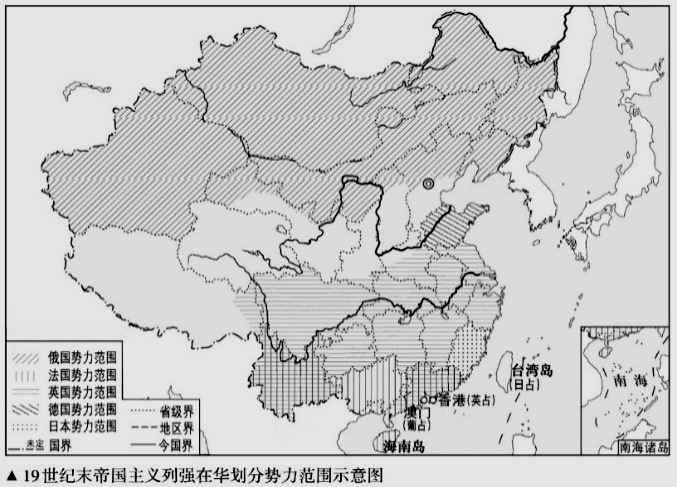 俄国势力范围
法国势力范围
英国势力范围
德国势力范围
日本势力范围
未定 国界
省级界
地区界
今国界
台湾岛
(日占)
香港(英占)
澳门
(葡占)
海南岛
南海
南海诸岛
▲ 19世纪末帝国主义列强在华划分势力范围示意图